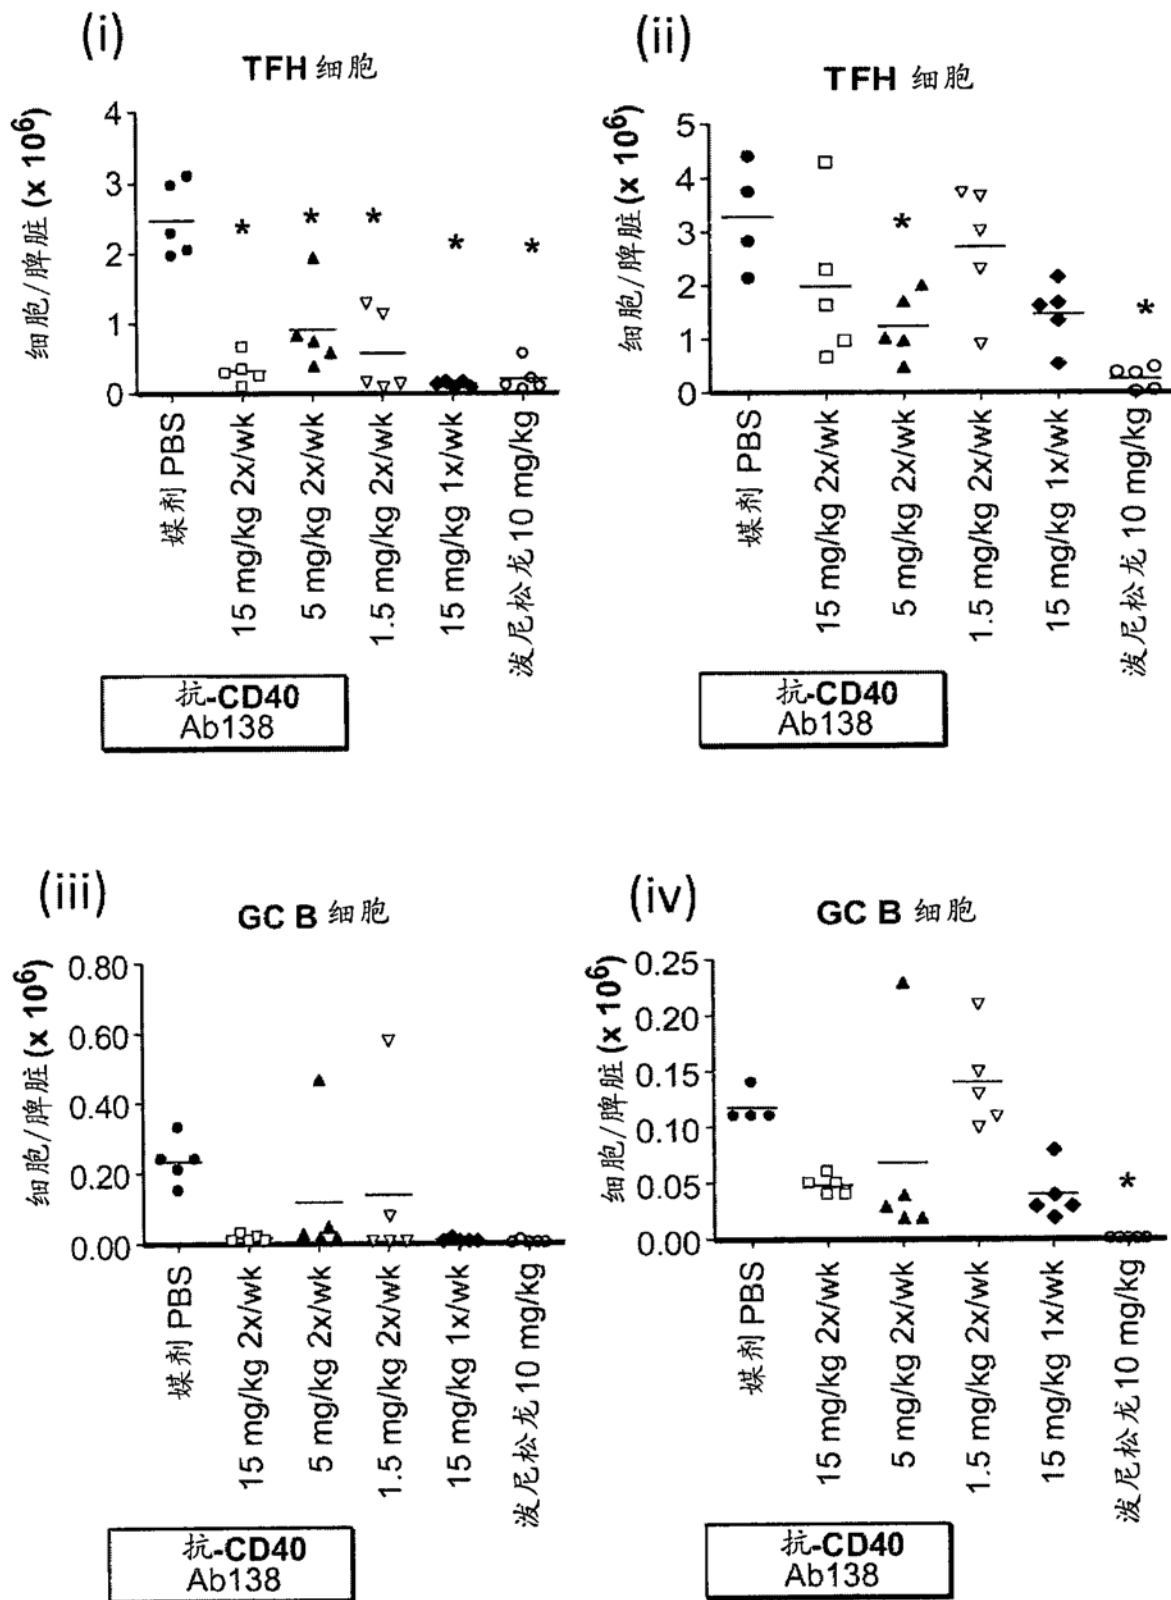 (i)
TFH 细胞
细胞/脾脏 (x 10⁶)
4
3
2
1
0
* * * * *
媒剂 PBS
15 mg/kg 2x/wk
5 mg/kg 2x/wk
1.5 mg/kg 2x/wk
15 mg/kg 1x/wk
泼尼松龙 10 mg/kg
抗-CD40
Ab138
(ii)
TFH 细胞
细胞/脾脏 (x 10⁶)
5
4
3
2
1
0
* *
媒剂 PBS
15 mg/kg 2x/wk
5 mg/kg 2x/wk
1.5 mg/kg 2x/wk
15 mg/kg 1x/wk
泼尼松龙 10 mg/kg
抗-CD40
Ab138
(iii)
GC B 细胞
细胞/脾脏 (x 10⁶)
0.80
0.60
0.40
0.20
0.00
媒剂 PBS
15 mg/kg 2x/wk
5 mg/kg 2x/wk
1.5 mg/kg 2x/wk
15 mg/kg 1x/wk
泼尼松龙 10 mg/kg
抗-CD40
Ab138
(iv)
GC B 细胞
细胞/脾脏 (x 10⁶)
0.25
0.20
0.15
0.10
0.05
0.00
*
媒剂 PBS
15 mg/kg 2x/wk
5 mg/kg 2x/wk
1.5 mg/kg 2x/wk
15 mg/kg 1x/wk
泼尼松龙 10 mg/kg
抗-CD40
Ab138